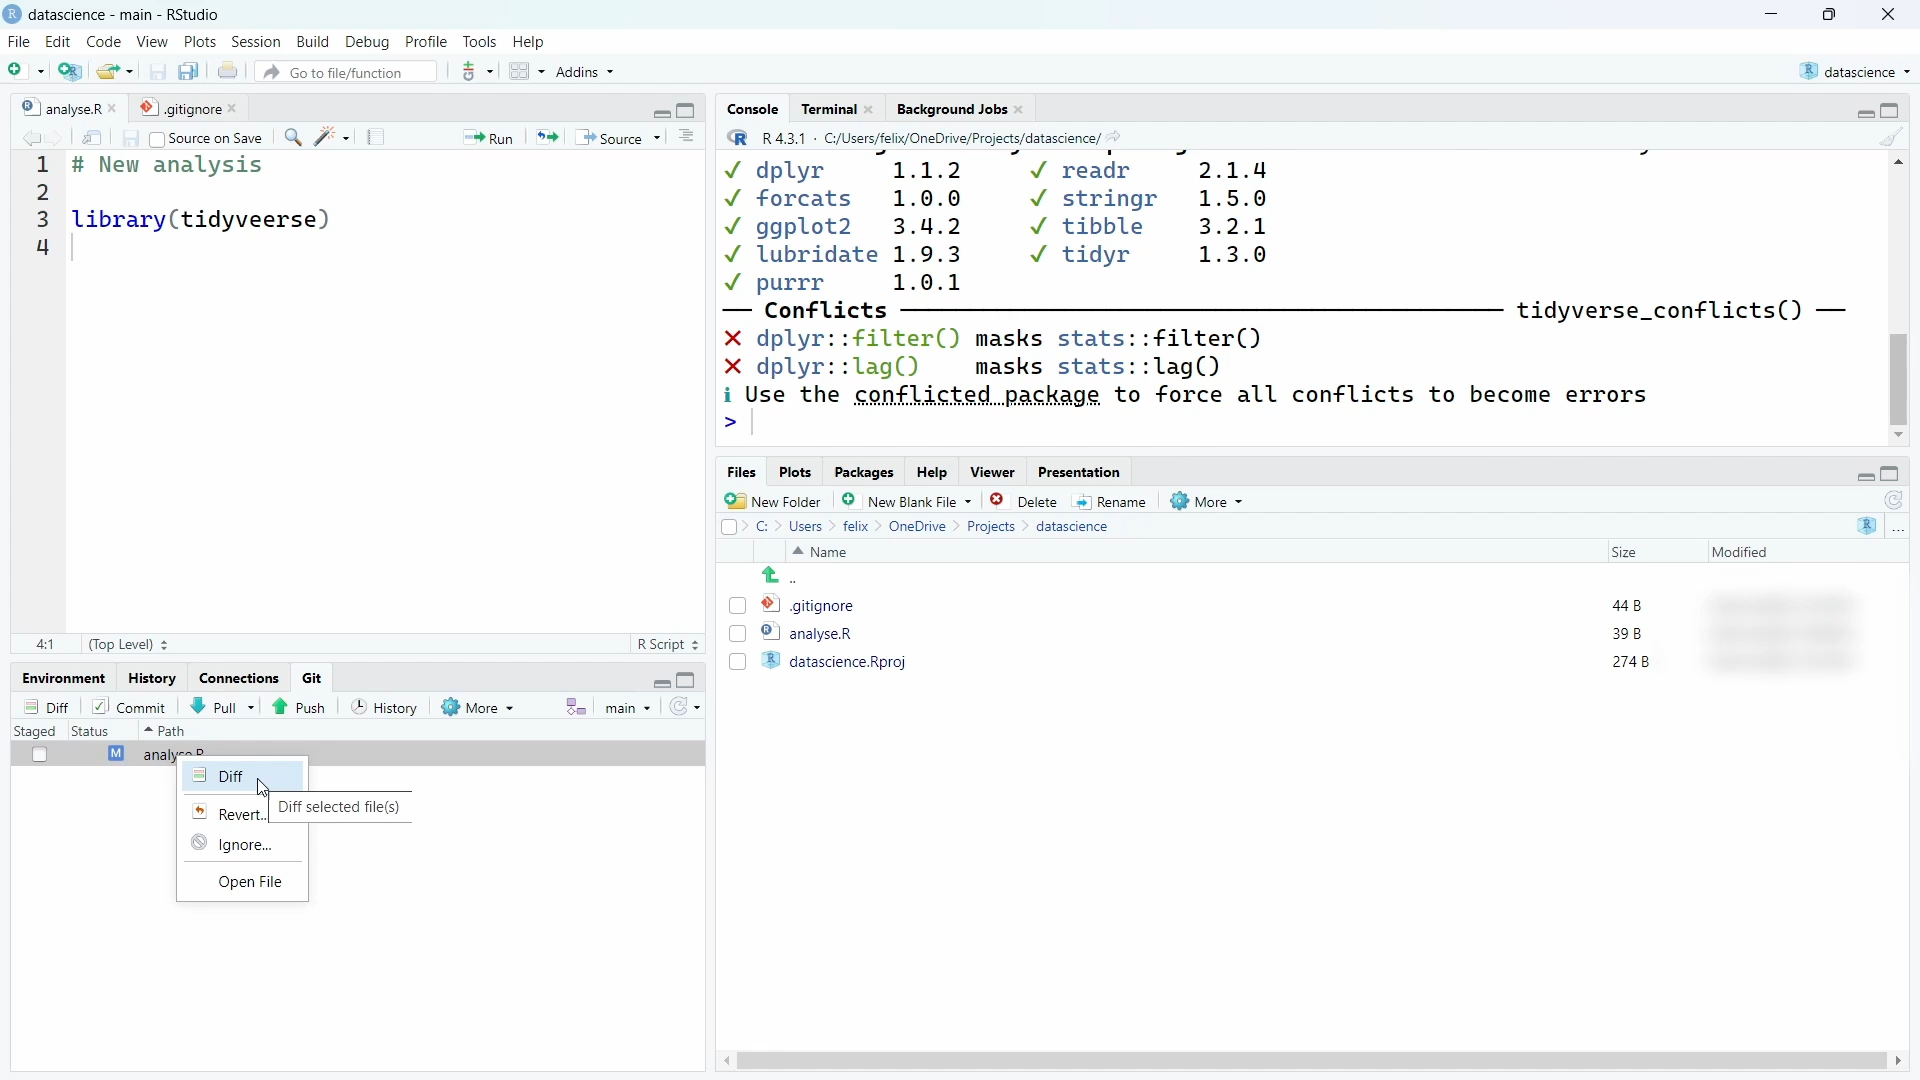 datascience - main - RStudio
File Edit Code View Plots Session Build Debug Profile Tools Help
Go to file/function Addins datascience
analyse.R .gitignore
Source on Save Run Source
1 # New analysis
2
3 library(tidyveerse)
4
4:1 (Top Level) R Script
Environment History Connections Git
Diff Commit Pull Push History More main
Staged Status Path
M analyse.R
Diff
Diff selected file(s)
Revert...
Ignore...
Open File
Console Terminal Background Jobs
R 4.3.1 · C:/Users/felix/OneDrive/Projects/datascience/
✓ dplyr 1.1.2 ✓ readr 2.1.4
✓ forcats 1.0.0 ✓ stringr 1.5.0
✓ ggplot2 3.4.2 ✓ tibble 3.2.1
✓ lubridate 1.9.3 ✓ tidyr 1.3.0
✓ purrr 1.0.1
── Conflicts ── tidyverse_conflicts() ──
✕ dplyr::filter() masks stats::filter()
✕ dplyr::lag() masks stats::lag()
i Use the conflicted package to force all conflicts to become errors
>
Files Plots Packages Help Viewer Presentation
New Folder New Blank File Delete Rename More
C: > Users > felix > OneDrive > Projects > datascience ...
Name Size Modified
..
.gitignore 44 B
analyse.R 39 B
datascience.Rproj 274 B